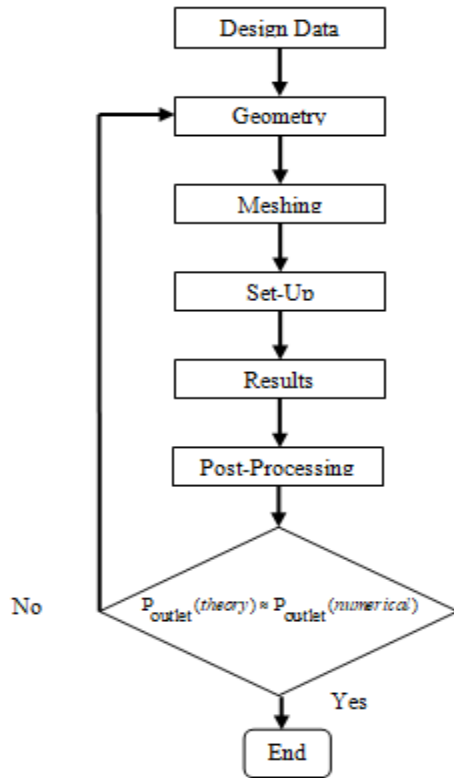 Design Data
Geometry
Meshing
Set-Up
Results
Post-Processing
P_outlet(theory) ≈ P_outlet(numerical)
No
Yes
End